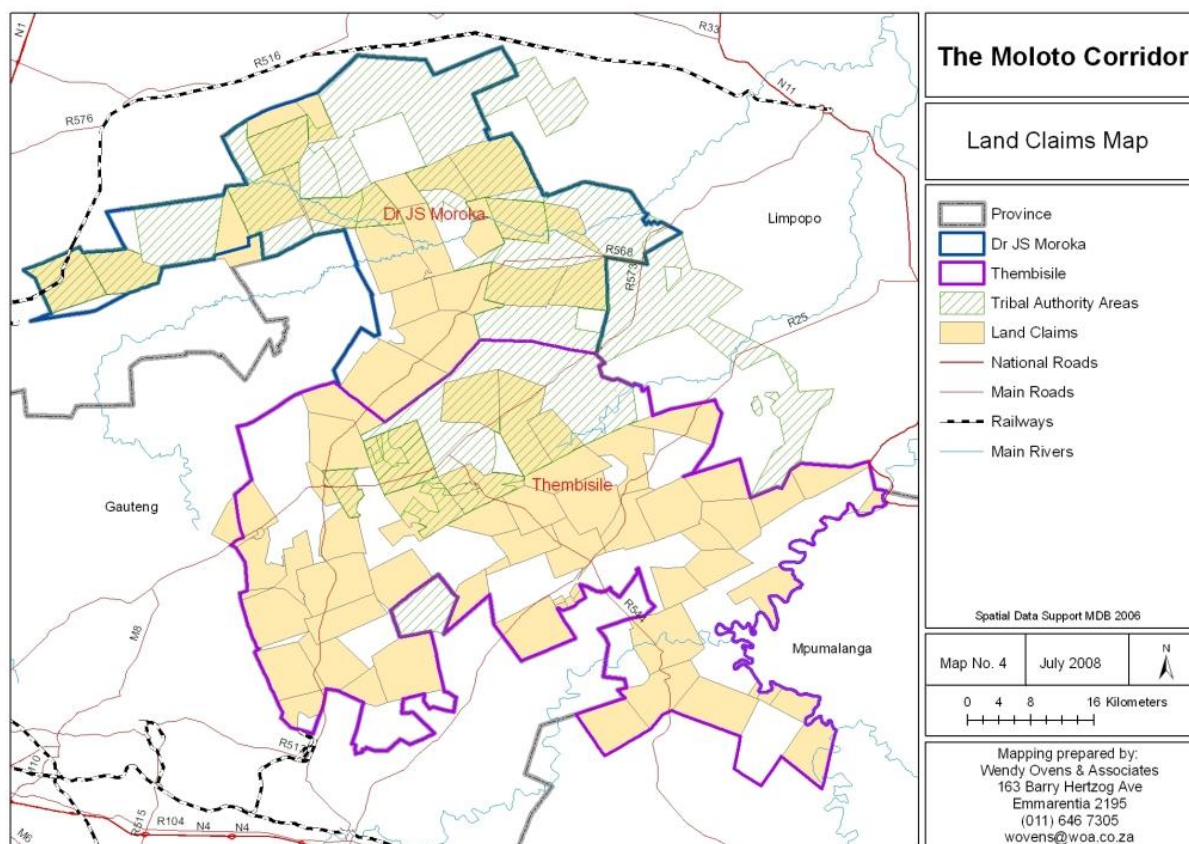 The Moloto Corridor
Land Claims Map
Province
Dr JS Moroka
Thembisile
Tribal Authority Areas
Land Claims
National Roads
Main Roads
Railways
Main Rivers
Spatial Data Support MDB 2006
Map No. 4
July 2008
N
0 4 8 16 Kilometers
Mapping prepared by:
Wendy Ovens & Associates
163 Barry Hertzog Ave
Emmarentia 2195
(011) 646 7305
wovens@woa.co.za
N1
R516
R33
N11
R576
Dr JS Moroka
Limpopo
R568
R573
R25
Thembisile
Gauteng
M8
Mpumalanga
R515
R104
N4
N4
M6